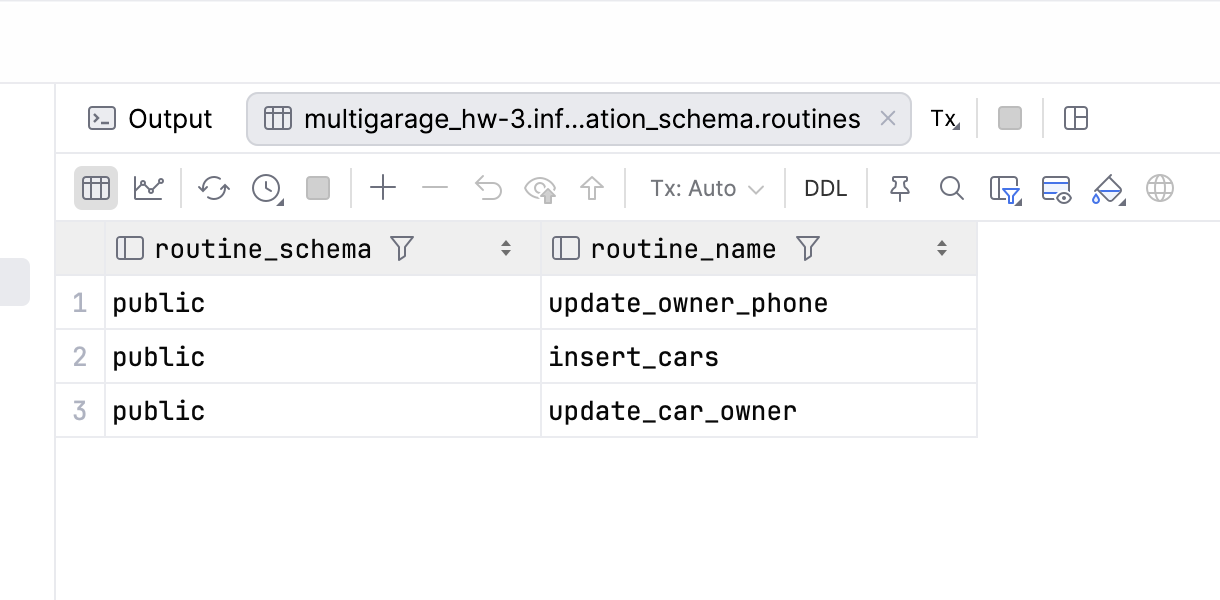 Output multigarage_hw-3.inf...ation_schema.routines Tx
Tx: Auto DDL
routine_schema routine_name
1 public update_owner_phone
2 public insert_cars
3 public update_car_owner